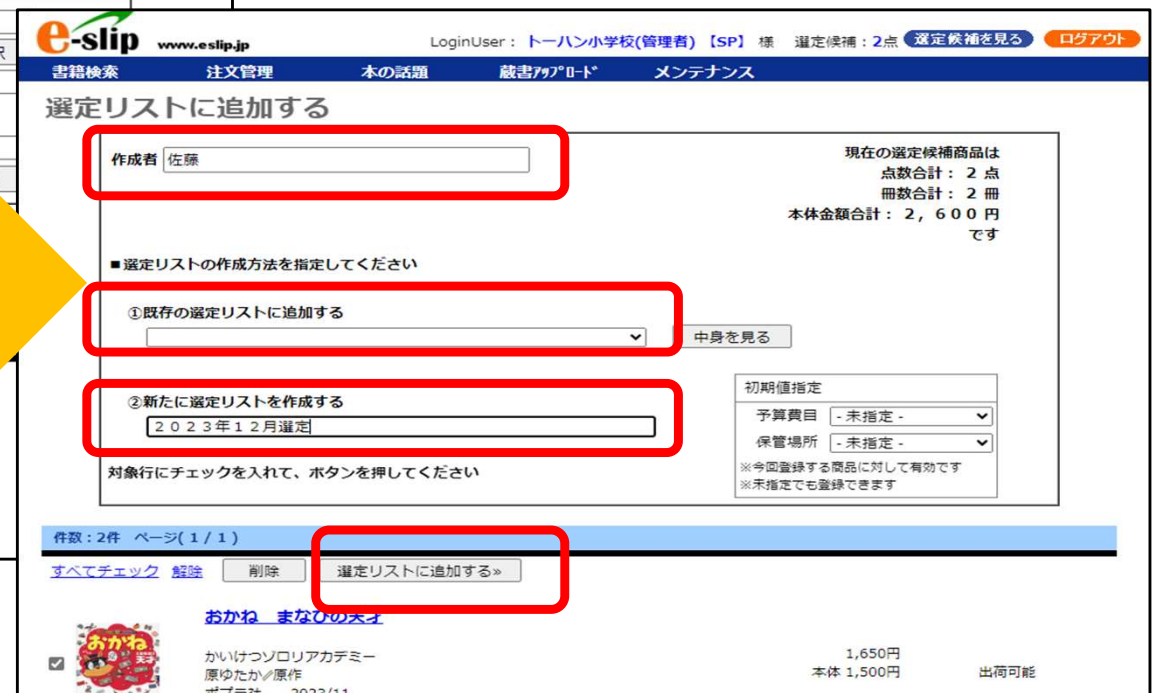 択
e-slip www.eslip.jp LoginUser： トーハン小学校(管理者) 【SP】 様 選定候補：2点 選定候補を見る ログアウト
書籍検索 注文管理 本の話題 蔵書ｱｯﾌﾟﾛｰﾄﾞ メンテナンス
選定リストに追加する
作成者 佐藤
現在の選定候補商品は
点数合計： ２ 点
冊数合計： ２ 冊
本体金額合計： ２，６００ 円
です
■選定リストの作成方法を指定してください
①既存の選定リストに追加する
中身を見る
②新たに選定リストを作成する
２０２３年１２月選定
初期値指定
予算費目 - 未指定 -
保管場所 - 未指定 -
※今回登録する商品に対して有効です
※未指定でも登録できます
対象行にチェックを入れて、ボタンを押してください
件数：2件 ページ( 1 / 1 )
すべてチェック 解除 削除 選定リストに追加する»
おかね まなびの天才
おかね
天才
かいけつゾロリアカデミー
原ゆたか∥原作
ポプラ社 2023/11
1,650円
本体 1,500円
出荷可能